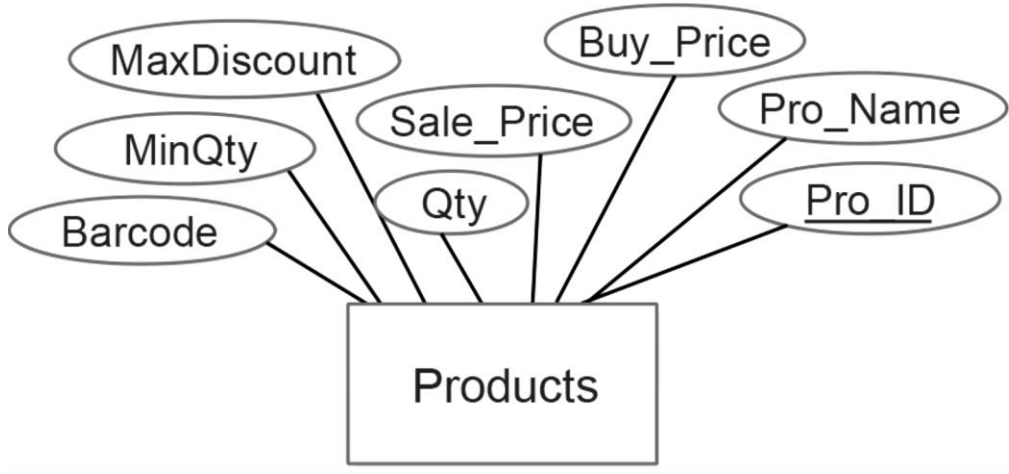 MaxDiscount
Buy_Price
Sale_Price
Pro_Name
MinQty
Qty
Pro_ID
Barcode
Products